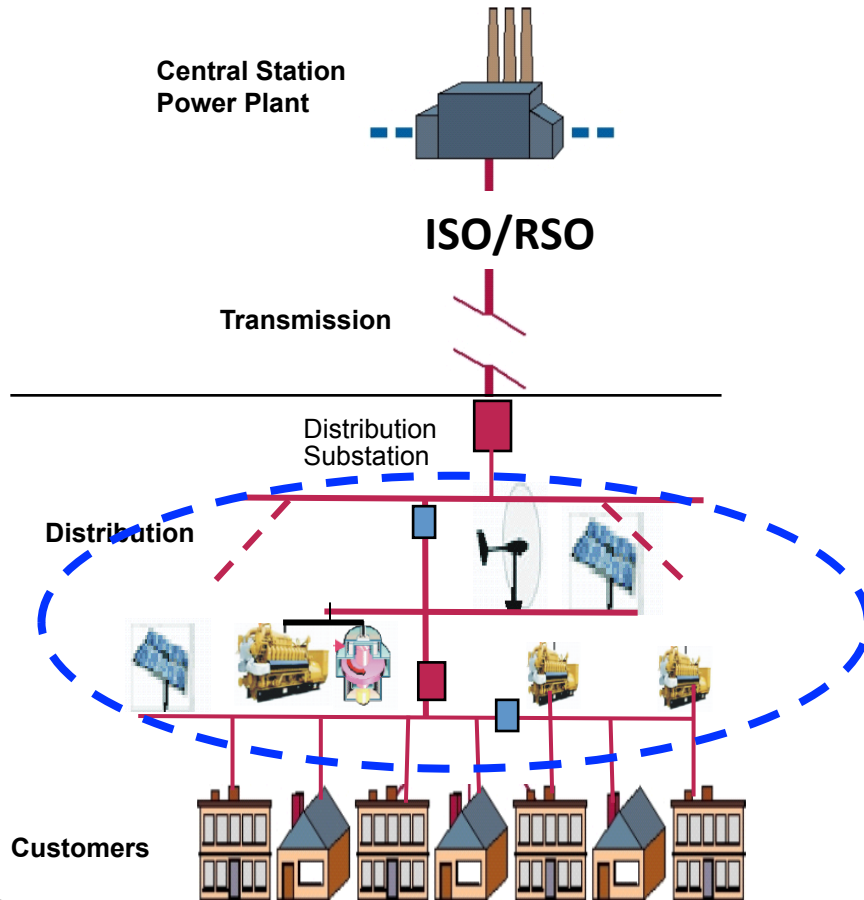 Central Station
Power Plant
ISO/RSO
Transmission
Distribution
Substation
Distribution
Customers